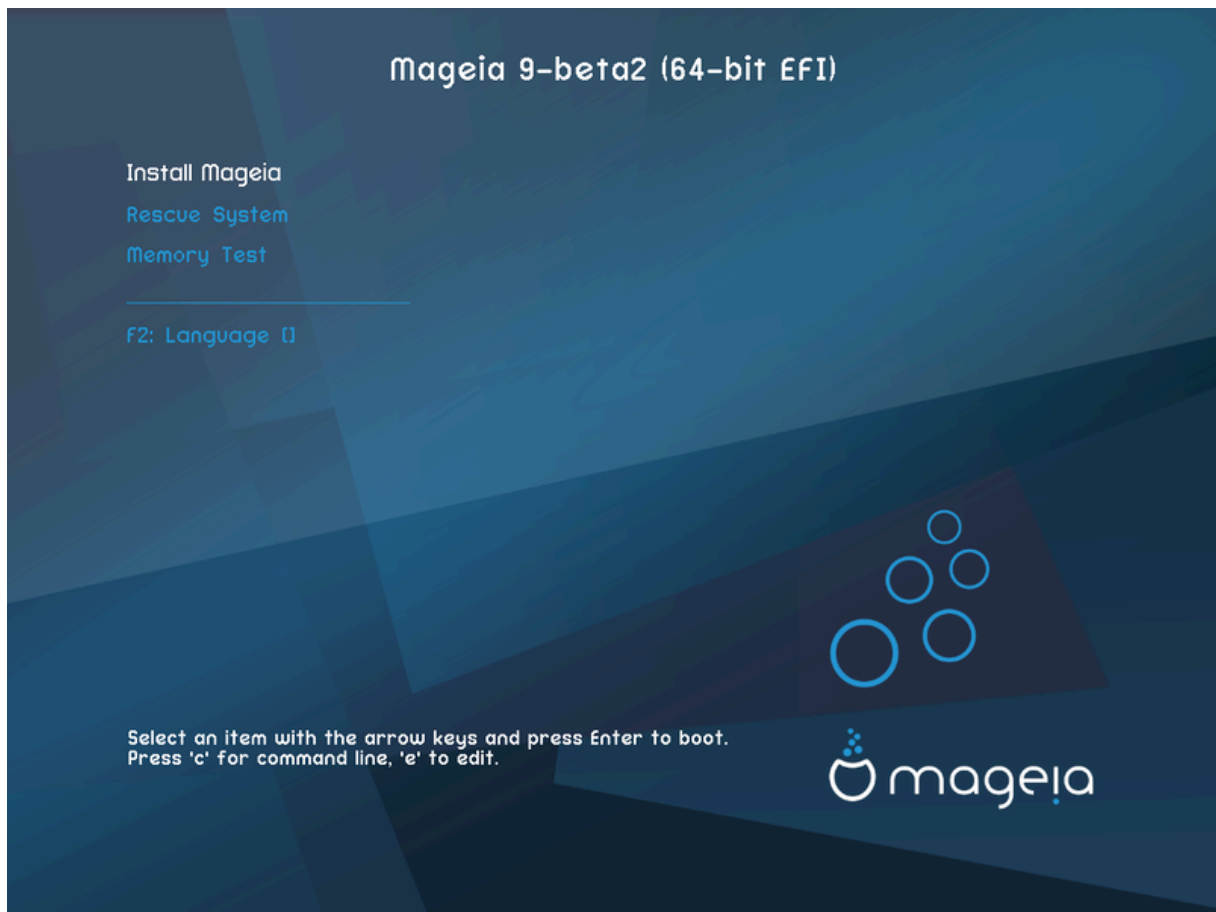 Mageia 9-beta2 (64-bit EFI)
Install Mageia
Rescue System
Memory Test
F2: Language []
Select an item with the arrow keys and press Enter to boot.
Press 'c' for command line, 'e' to edit.
mageia